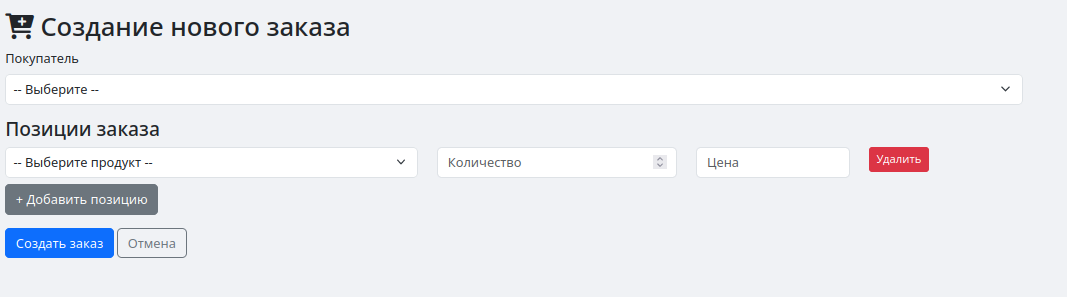 Создание нового заказа
Покупатель
-- Выберите --
Позиции заказа
-- Выберите продукт -- Количество Цена Удалить
+ Добавить позицию
Создать заказ Отмена